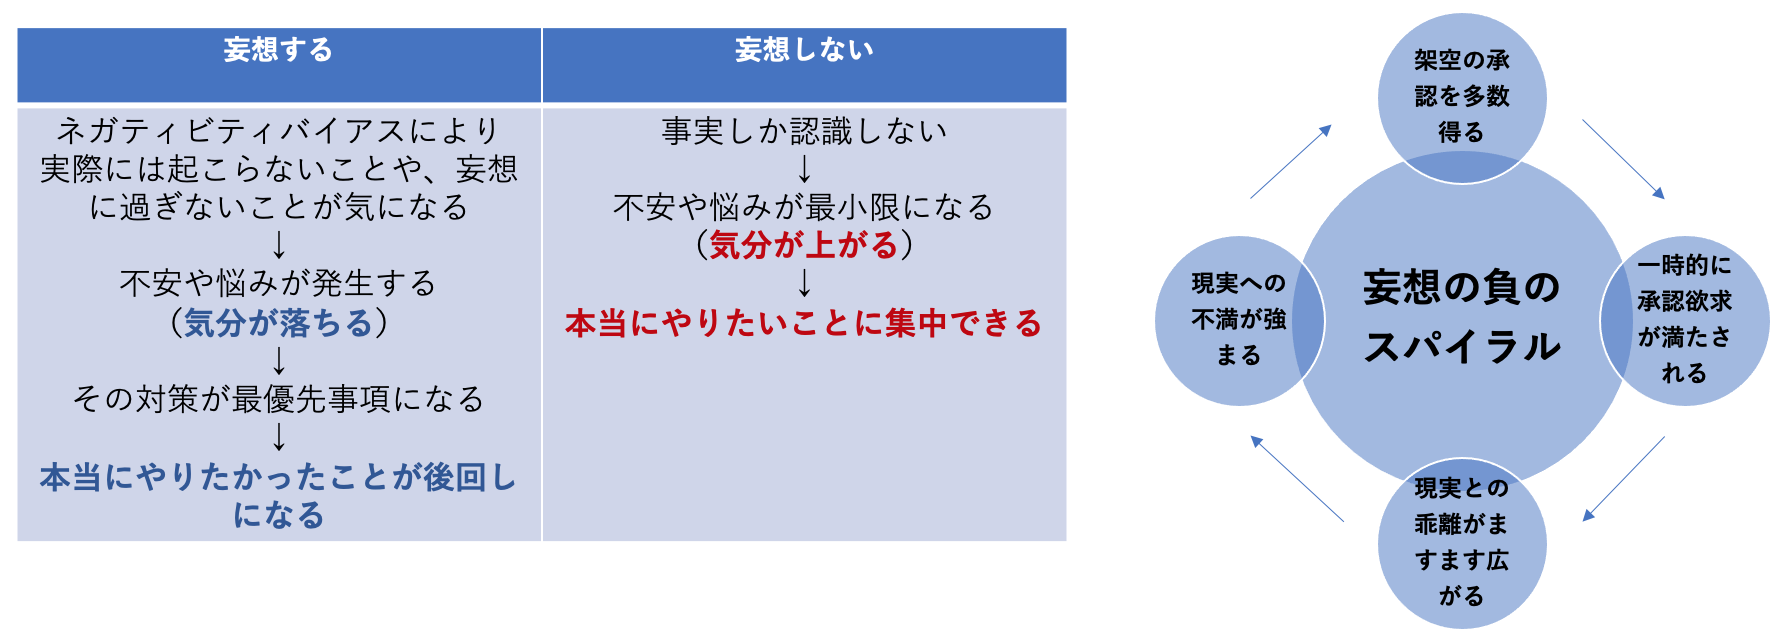 妄想する
妄想しない
ネガティビティバイアスにより
実際には起こらないことや、妄想
に過ぎないことが気になる
↓
不安や悩みが発生する
（気分が落ちる）
↓
その対策が最優先事項になる
↓
本当にやりたかったことが後回し
になる
事実しか認識しない
↓
不安や悩みが最小限になる
（気分が上がる）
↓
本当にやりたいことに集中できる
妄想の負の
スパイラル
架空の承
認を多数
得る
一時的に
承認欲求
が満たさ
れる
現実との
乖離がま
すます広
がる
現実への
不満が強
まる